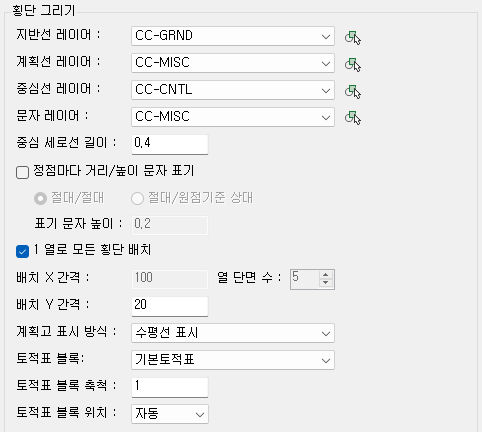 횡단 그리기
지반선 레이어 : CC-GRND
계획선 레이어 : CC-MISC
중심선 레이어 : CC-CNTL
문자 레이어 : CC-MISC
중심 세로선 길이 : 0.4
정점마다 거리/높이 문자 표기
절대/절대 절대/원점기준 상대
표기 문자 높이 : 0.2
1 열로 모든 횡단 배치
배치 X 간격 : 100 열 단면 수 : 5
배치 Y 간격 : 20
계획고 표시 방식 : 수평선 표시
토적표 블록: 기본토적표
토적표 블록 축척 : 1
토적표 블록 위치 : 자동